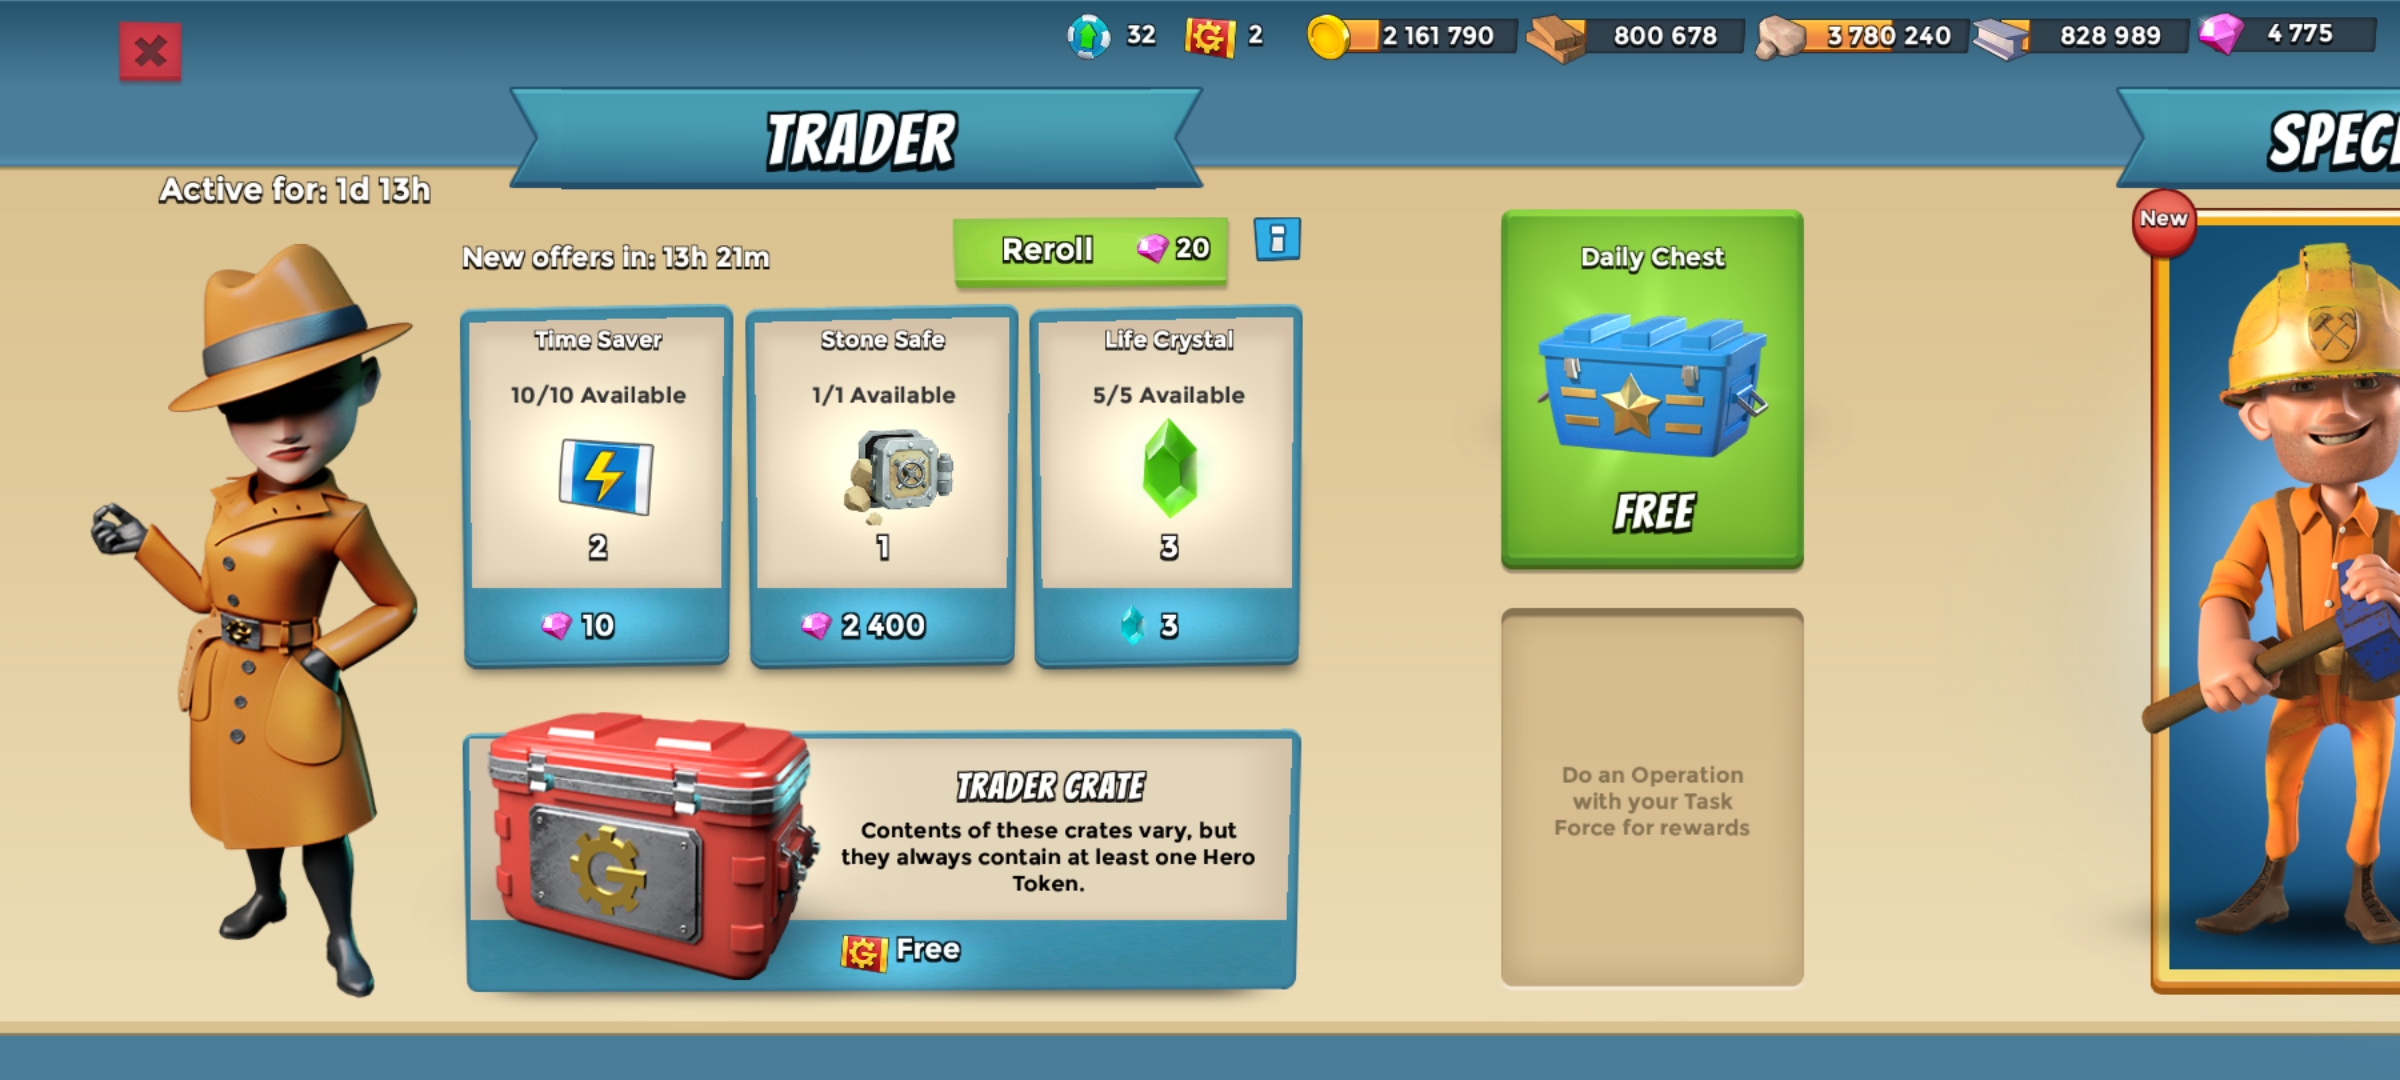 32
2
2 161 790
800 678
3 780 240
828 989
4 775
TRADER
Active for: 1d 13h
New offers in: 13h 21m
Reroll 20
Time Saver
10/10 Available
2
10
Stone Safe
1/1 Available
1
2 400
Life Crystal
5/5 Available
3
3
TRADER CRATE
Contents of these crates vary, but
they always contain at least one Hero
Token.
Free
Daily Chest
FREE
Do an Operation
with your Task
Force for rewards
SPEC
New